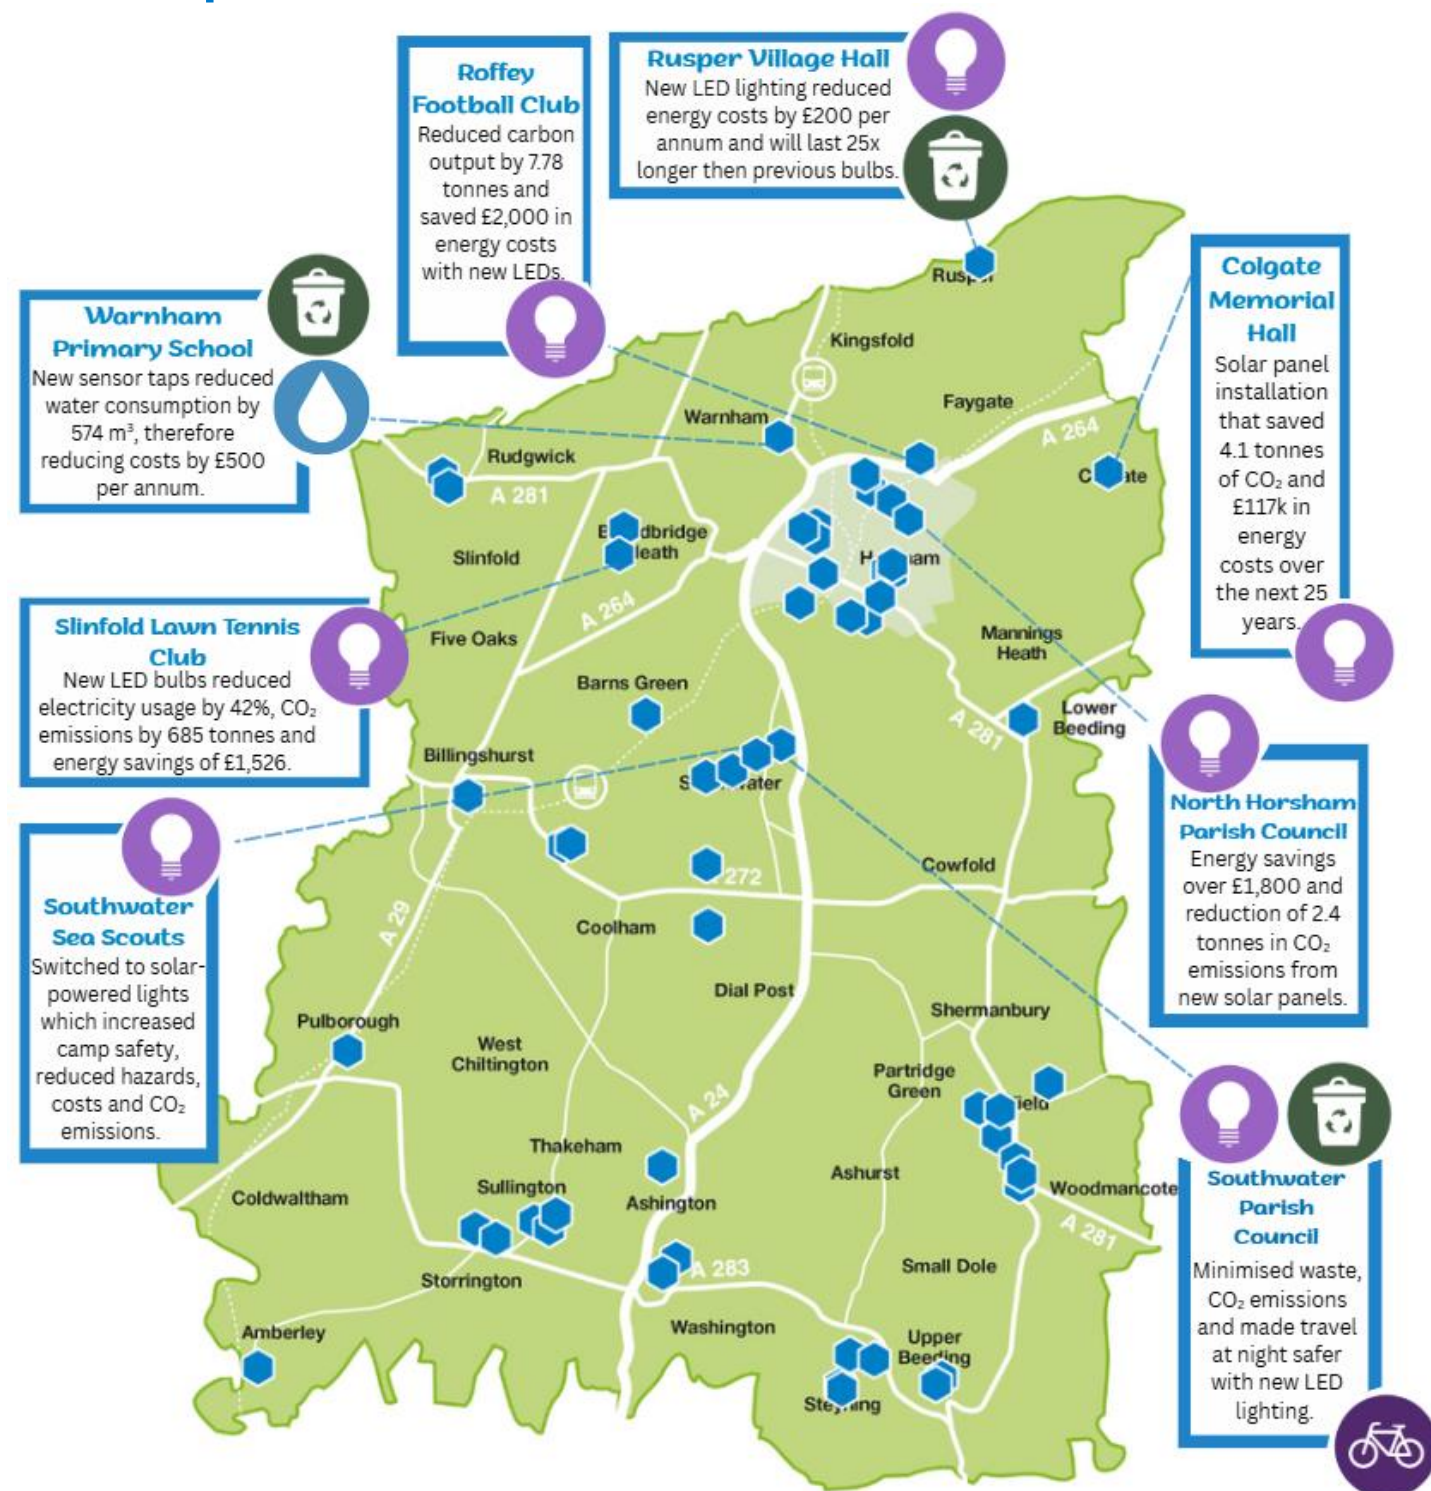 Roffey
Football Club
Reduced carbon
output by 7.78
tonnes and
saved £2,000 in
energy costs
with new LEDs.
Rusper Village Hall
New LED lighting reduced
energy costs by £200 per
annum and will last 25x
longer then previous bulbs.
Colgate
Memorial
Hall
Solar panel
installation
that saved
4.1 tonnes
of CO₂ and
£117k in
energy
costs over
the next 25
years.
Warnham
Primary School
New sensor taps reduced
water consumption by
574 m³, therefore
reducing costs by £500
per annum.
Slinfold Lawn Tennis
Club
New LED bulbs reduced
electricity usage by 42%, CO₂
emissions by 685 tonnes and
energy savings of £1,526.
Southwater
Sea Scouts
Switched to solar-
powered lights
which increased
camp safety,
reduced hazards,
costs and CO₂
emissions.
North Horsham
Parish Council
Energy savings
over £1,800 and
reduction of 2.4
tonnes in CO₂
emissions from
new solar panels.
Southwater
Parish
Council
Minimised waste,
CO₂ emissions
and made travel
at night safer
with new LED
lighting.
Kingsfold
Faygate
Warnham
A 264
Rudgwick
A 281
Slinfold
A 264
Five Oaks
Mannings
Heath
Barns Green
Lower
Beeding
A 281
Billingshurst
Cowfold
272
A 29
Coolham
Dial Post
Shermanbury
Pulborough
West
Chiltington
Partridge
Green
A 24
Thakeham
Ashurst
Sullington
Woodmancote
Coldwaltham
Ashington
A 281
Small Dole
A 283
Storrington
Washington
Amberley
Upper
Beeding